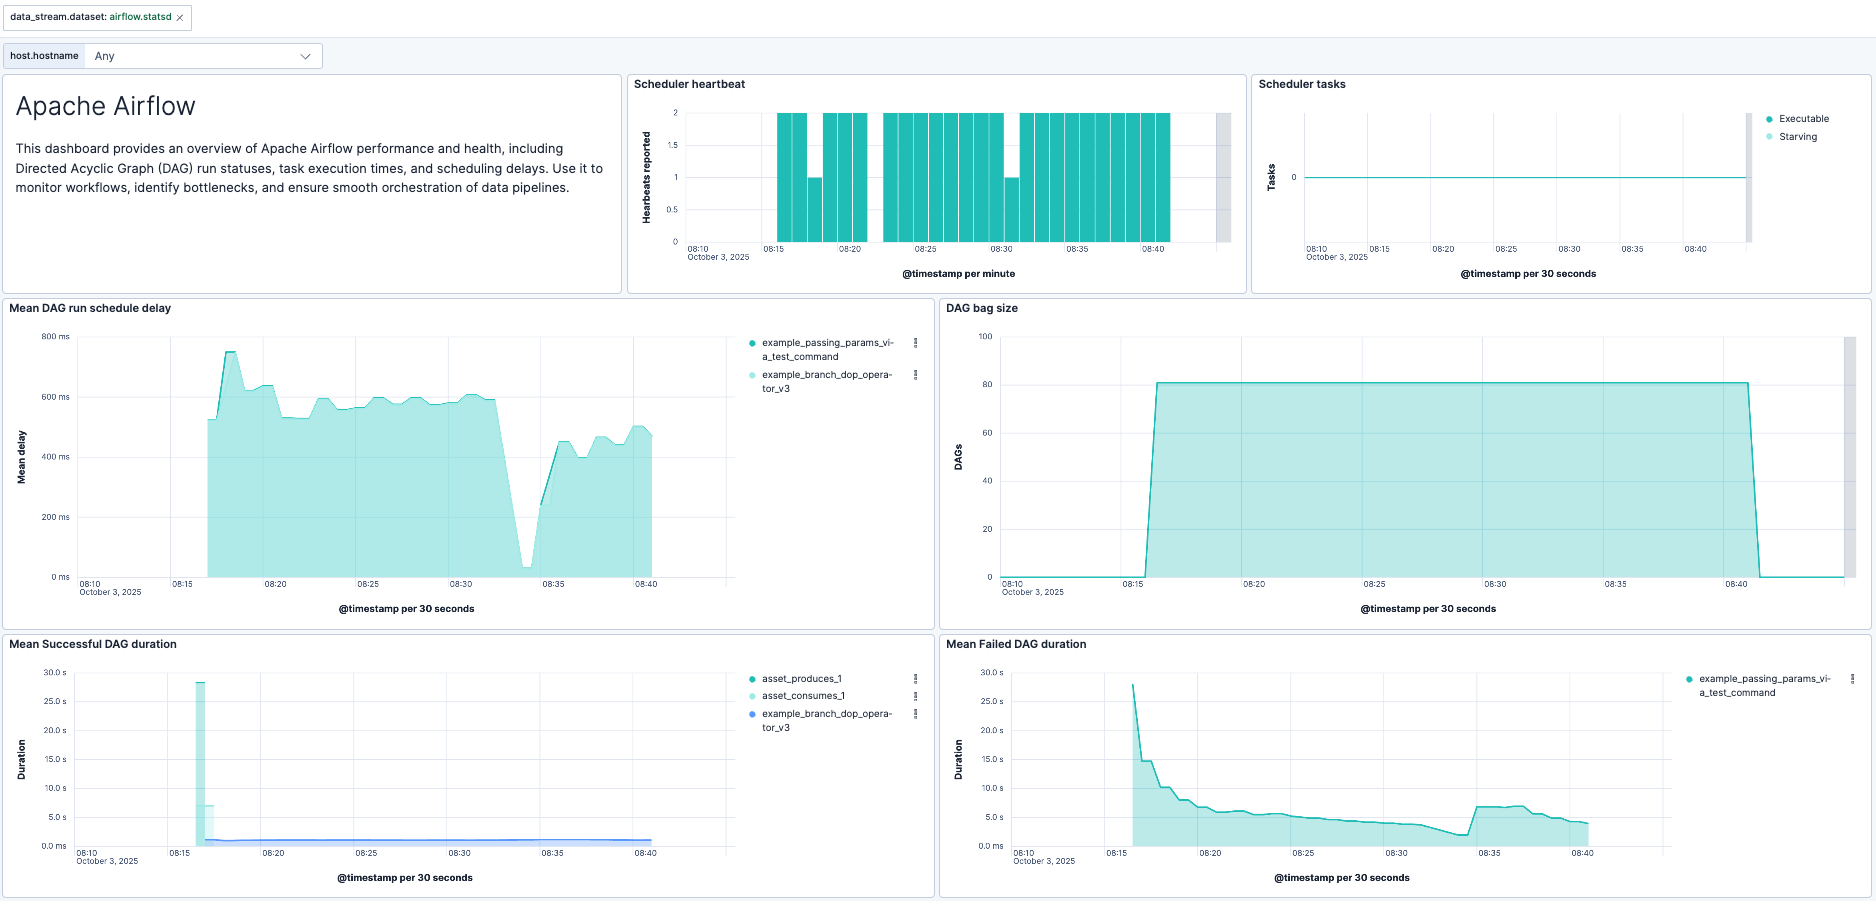 data_stream.dataset: airflow.statsd ×
host.hostname Any
Apache Airflow
This dashboard provides an overview of Apache Airflow performance and health, including
Directed Acyclic Graph (DAG) run statuses, task execution times, and scheduling delays. Use it to
monitor workflows, identify bottlenecks, and ensure smooth orchestration of data pipelines.
Scheduler heartbeat
Hearbeats reported
2
1.5
1
0.5
0
08:10 08:15 08:20 08:25 08:30 08:35 08:40
October 3, 2025
@timestamp per minute
Scheduler tasks
Tasks
0
08:10 08:15 08:20 08:25 08:30 08:35 08:40
October 3, 2025
@timestamp per 30 seconds
Executable
Starving
Mean DAG run schedule delay
Mean delay
800 ms
600 ms
400 ms
200 ms
0 ms
08:10 08:15 08:20 08:25 08:30 08:35 08:40
October 3, 2025
@timestamp per 30 seconds
example_passing_params_vi-
a_test_command
example_branch_dop_opera-
tor_v3
DAG bag size
DAGs
100
80
60
40
20
0
08:10 08:15 08:20 08:25 08:30 08:35 08:40
October 3, 2025
@timestamp per 30 seconds
Mean Successful DAG duration
Duration
30.0 s
25.0 s
20.0 s
15.0 s
10.0 s
5.0 s
0.0 ms
08:10 08:15 08:20 08:25 08:30 08:35 08:40
October 3, 2025
@timestamp per 30 seconds
asset_produces_1
asset_consumes_1
example_branch_dop_opera-
tor_v3
Mean Failed DAG duration
Duration
30.0 s
25.0 s
20.0 s
15.0 s
10.0 s
5.0 s
0.0 ms
08:10 08:15 08:20 08:25 08:30 08:35 08:40
October 3, 2025
@timestamp per 30 seconds
example_passing_params_vi-
a_test_command